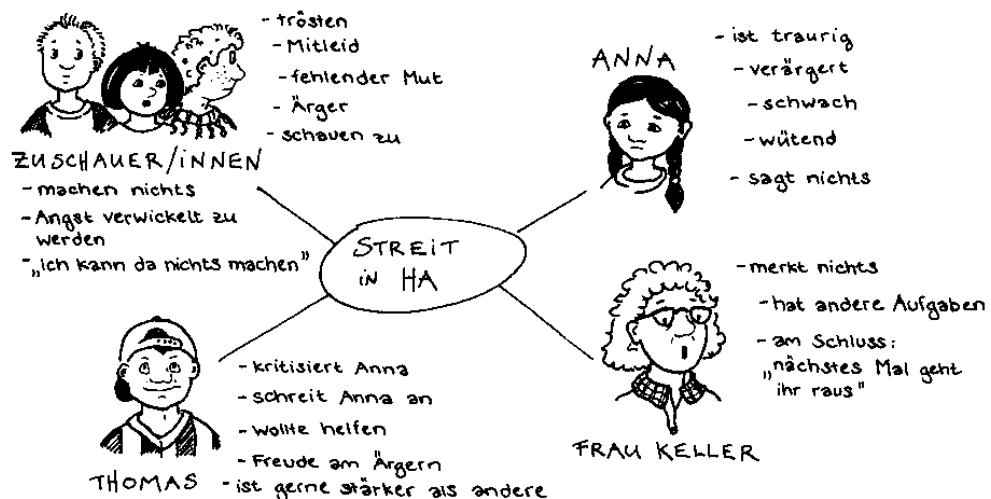 - trösten
- Mitleid
- fehlender Mut
- Ärger
- schauen zu
ZUSCHAUER/INNEN
- machen nichts
- Angst verwickelt zu
werden
- „Ich kann da nichts machen"
ANNA
- ist traurig
- verärgert
- schwach
- wütend
- sagt nichts
STREIT
IN HA
- kritisiert Anna
- schreit Anna an
- wollte helfen
- Freude am Ärgern
- ist gerne stärker als andere
THOMAS
- merkt nichts
- hat andere Aufgaben
- am Schluss:
„nächstes Mal geht
ihr raus"
FRAU KELLER